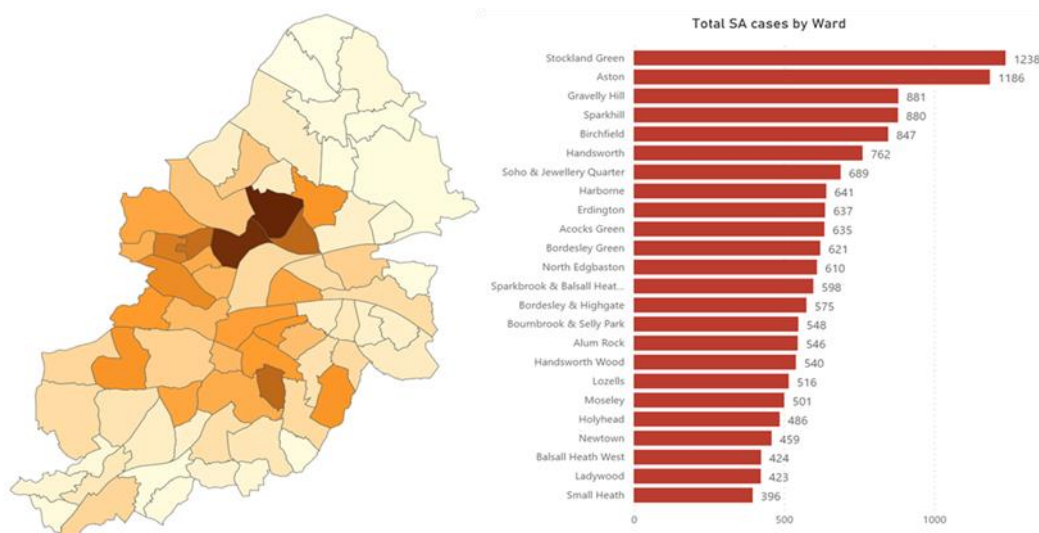 Total SA cases by Ward
Stockland Green 1238
Aston 1186
Gravelly Hill 881
Sparkhill 880
Birchfield 847
Handsworth 762
Soho & Jewellery Quarter 689
Harborne 641
Erdington 637
Acocks Green 635
Bordesley Green 621
North Edgbaston 610
Sparkbrook & Balsall Heat... 598
Bordesley & Highgate 575
Bournbrook & Selly Park 548
Alum Rock 546
Handsworth Wood 540
Lozells 516
Moseley 501
Holyhead 486
Newtown 459
Balsall Heath West 424
Ladywood 423
Small Heath 396
0 500 1000